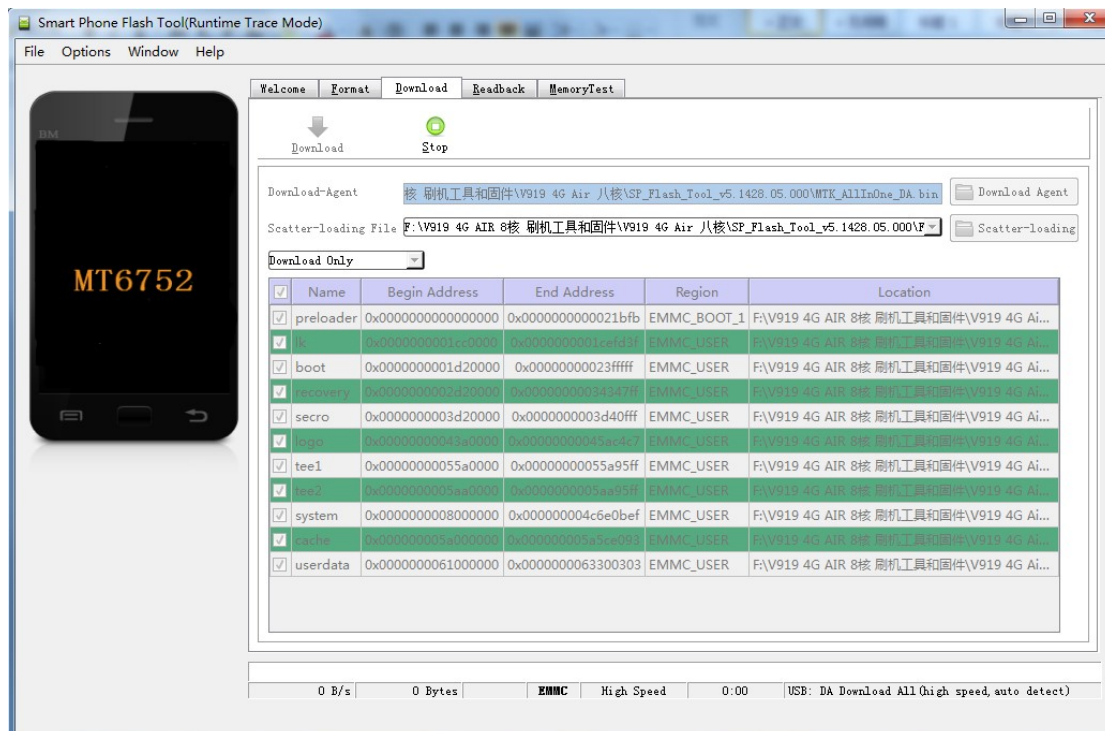 Smart Phone Flash Tool(Runtime Trace Mode)
File Options Window Help
Welcome Format Download Readback MemoryTest
BM
Download Stop
Download-Agent 核 刷机工具和固件\V919 4G Air 八核\SP_Flash_Tool_v5.1428.05.000\MTK_AllInOne_DA.bin Download Agent
Scatter-loading File F:\V919 4G AIR 8核 刷机工具和固件\V919 4G Air 八核\SP_Flash_Tool_v5.1428.05.000\F Scatter-loading
Download Only
MT6752
Name Begin Address End Address Region Location
preloader 0x0000000000000000 0x0000000000021bfb EMMC_BOOT_1 F:\V919 4G AIR 8核 刷机工具和固件\V919 4G Ai...
lk 0x0000000001cc0000 0x0000000001cefd3f EMMC_USER F:\V919 4G AIR 8核 刷机工具和固件\V919 4G Ai...
boot 0x0000000001d20000 0x00000000023fffff EMMC_USER F:\V919 4G AIR 8核 刷机工具和固件\V919 4G Ai...
recovery 0x0000000002d20000 0x00000000034347ff EMMC_USER F:\V919 4G AIR 8核 刷机工具和固件\V919 4G Ai...
secro 0x0000000003d20000 0x0000000003d40fff EMMC_USER F:\V919 4G AIR 8核 刷机工具和固件\V919 4G Ai...
logo 0x00000000043a0000 0x00000000045ac4c7 EMMC_USER F:\V919 4G AIR 8核 刷机工具和固件\V919 4G Ai...
tee1 0x00000000055a0000 0x00000000055a95ff EMMC_USER F:\V919 4G AIR 8核 刷机工具和固件\V919 4G Ai...
tee2 0x0000000005aa0000 0x0000000005aa95ff EMMC_USER F:\V919 4G AIR 8核 刷机工具和固件\V919 4G Ai...
system 0x0000000008000000 0x000000004c6e0bef EMMC_USER F:\V919 4G AIR 8核 刷机工具和固件\V919 4G Ai...
cache 0x000000005a000000 0x000000005a5ce093 EMMC_USER F:\V919 4G AIR 8核 刷机工具和固件\V919 4G Ai...
userdata 0x0000000061000000 0x0000000063300303 EMMC_USER F:\V919 4G AIR 8核 刷机工具和固件\V919 4G Ai...
0 B/s 0 Bytes EMMC High Speed 0:00 USB: DA Download All(high speed,auto detect)